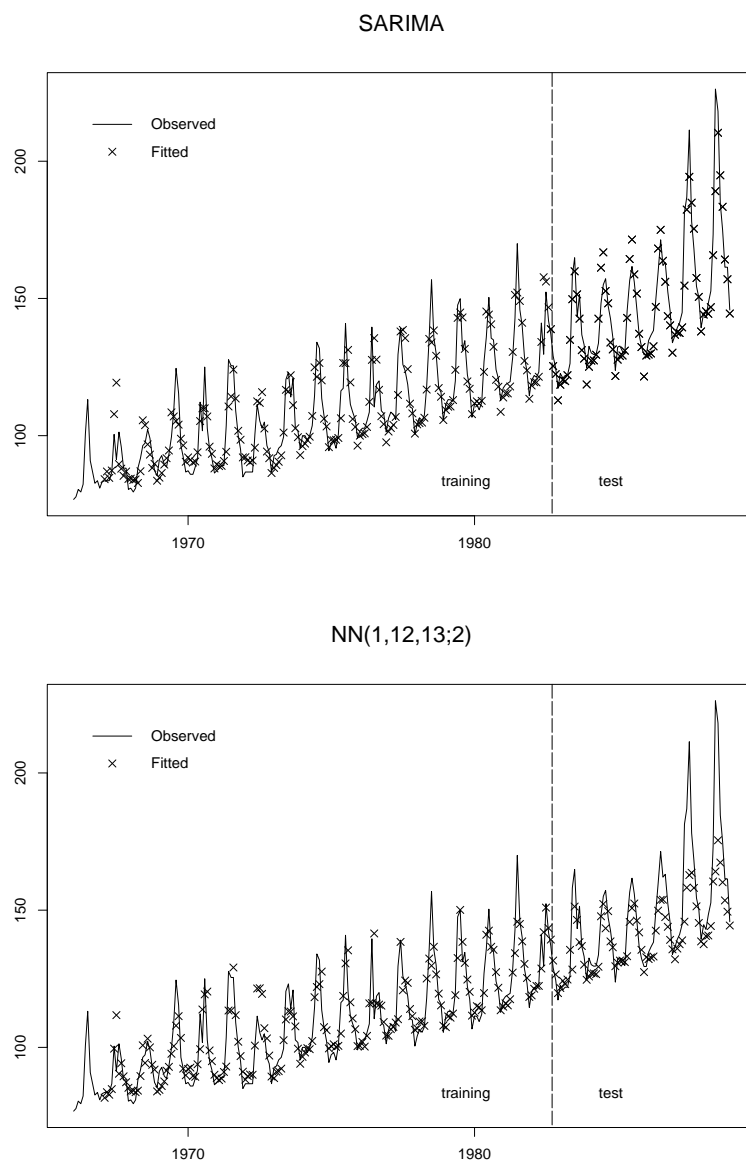 SARIMA
Observed
Fitted
200
150
100
training
test
1970
1980
NN(1,12,13;2)
Observed
Fitted
200
150
100
training
test
1970
1980